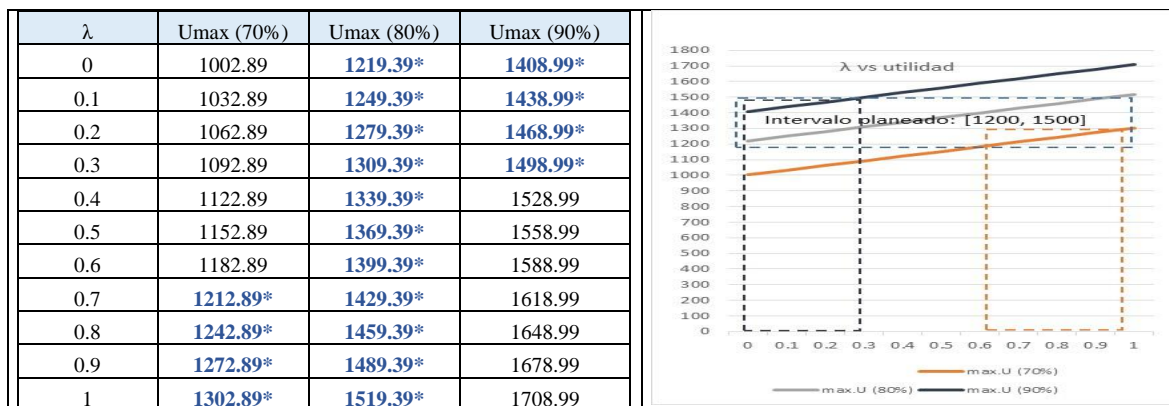 λ Umax (70%) Umax (80%) Umax (90%)
0 1002.89 1219.39* 1408.99*
0.1 1032.89 1249.39* 1438.99*
0.2 1062.89 1279.39* 1468.99*
0.3 1092.89 1309.39* 1498.99*
0.4 1122.89 1339.39* 1528.99
0.5 1152.89 1369.39* 1558.99
0.6 1182.89 1399.39* 1588.99
0.7 1212.89* 1429.39* 1618.99
0.8 1242.89* 1459.39* 1648.99
0.9 1272.89* 1489.39* 1678.99
1 1302.89* 1519.39* 1708.99
λ vs utilidad
Intervalo planeado: [1200, 1500]
1800
1700
1600
1500
1400
1300
1200
1100
1000
900
800
700
600
500
400
300
200
100
0
0 0.1 0.2 0.3 0.4 0.5 0.6 0.7 0.8 0.9 1
max.U (70%)
max.U (80%) max.U (90%)